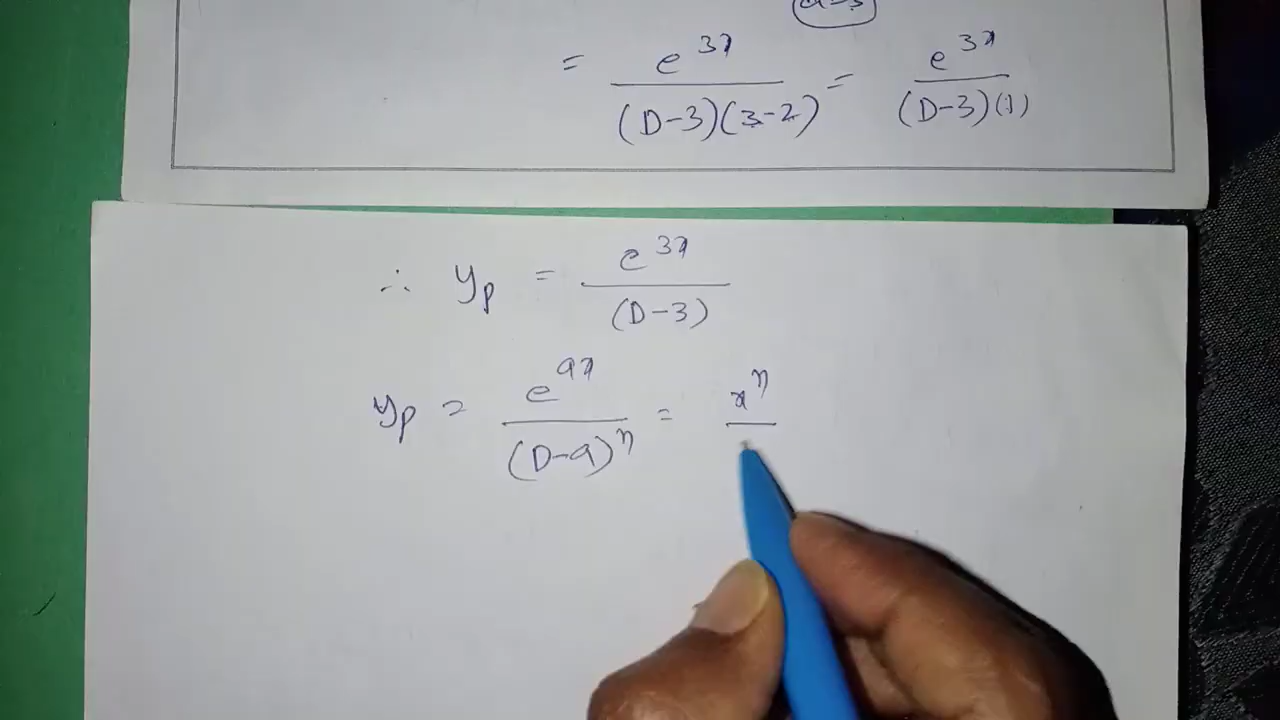 = e^{3x} / (D-3)(3-2) = e^{3x} / (D-3)(1)
∴ y_p = e^{3x} / (D-3)
y_p = e^{ax} / (D-a)^n = x^n /